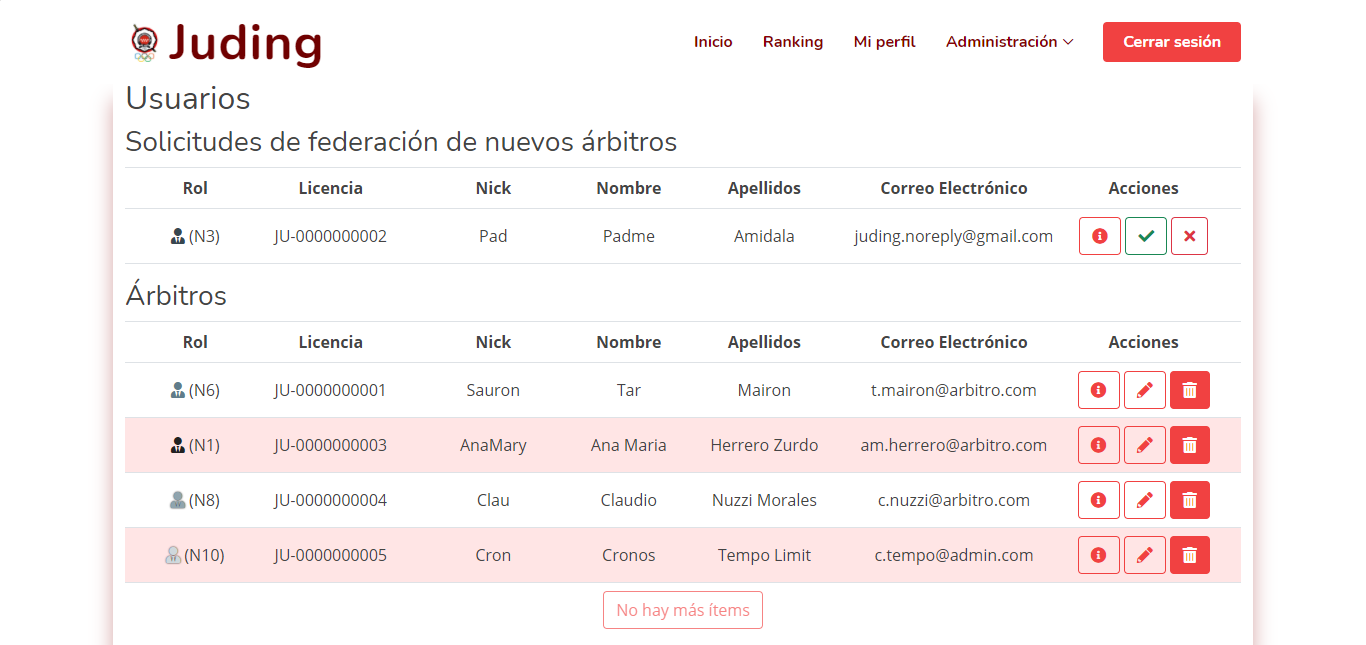 Juding Inicio Ranking Mi perfil Administración Cerrar sesión
Usuarios
Solicitudes de federación de nuevos árbitros
Rol Licencia Nick Nombre Apellidos Correo Electrónico Acciones
(N3) JU-0000000002 Pad Padme Amidala juding.noreply@gmail.com
Árbitros
Rol Licencia Nick Nombre Apellidos Correo Electrónico Acciones
(N6) JU-0000000001 Sauron Tar Mairon t.mairon@arbitro.com
(N1) JU-0000000003 AnaMary Ana Maria Herrero Zurdo am.herrero@arbitro.com
(N8) JU-0000000004 Clau Claudio Nuzzi Morales c.nuzzi@arbitro.com
(N10) JU-0000000005 Cron Cronos Tempo Limit c.tempo@admin.com
No hay más ítems